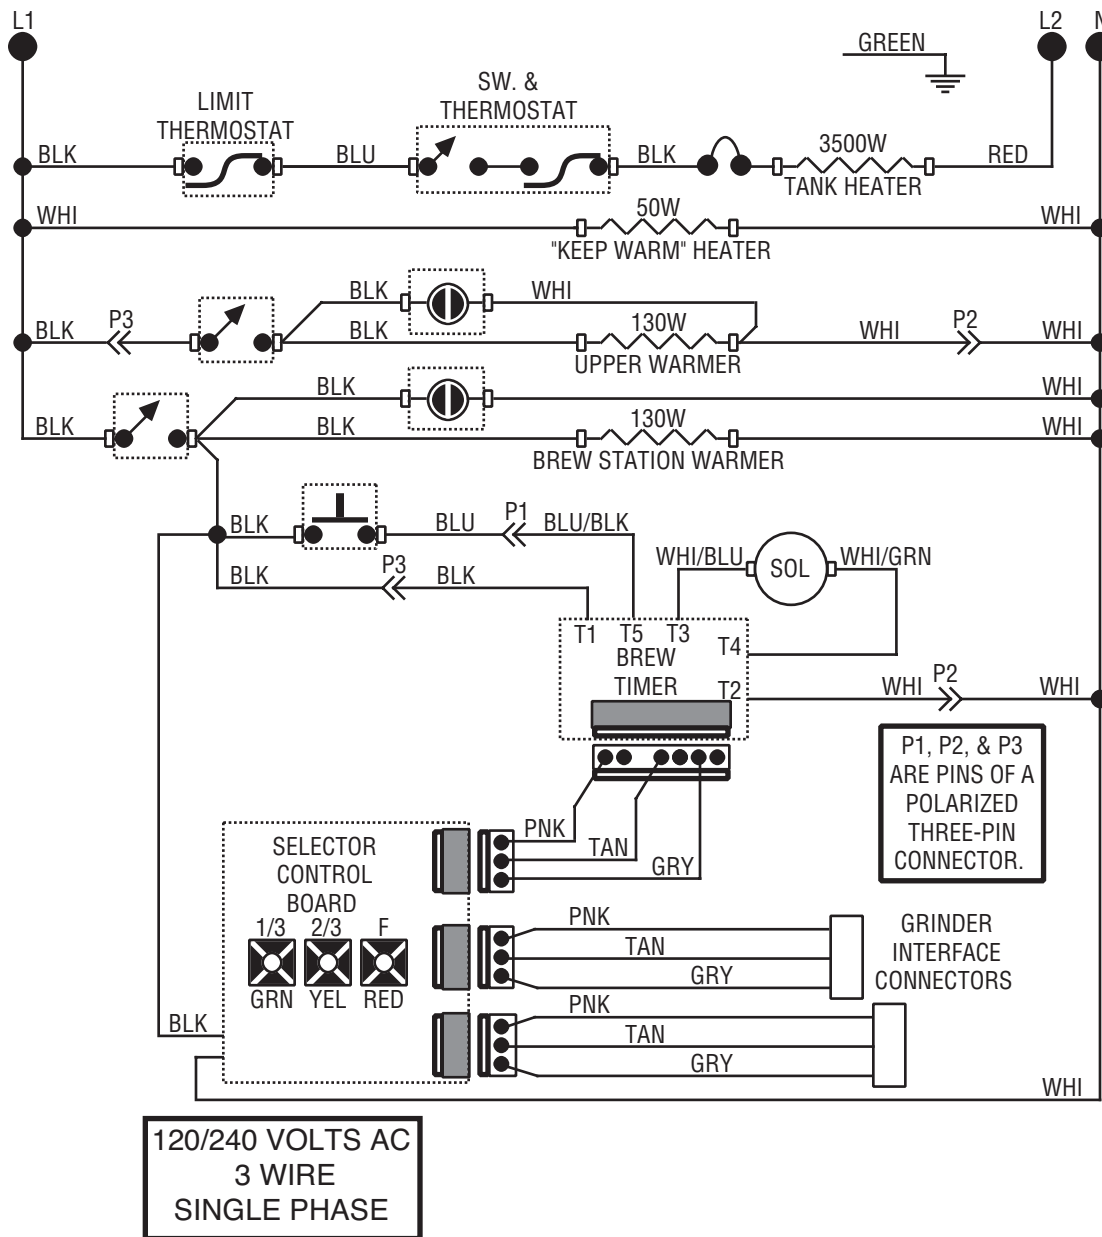 L1
L2
N
GREEN
LIMIT
THERMOSTAT
SW. &
THERMOSTAT
BLK
BLU
BLK
3500W
TANK HEATER
RED
WHI
50W
"KEEP WARM" HEATER
WHI
BLK
WHI
BLK
P3
BLK
130W
UPPER WARMER
WHI
P2
WHI
BLK
WHI
BLK
BLK
130W
BREW STATION WARMER
WHI
BLK
BLU
P1
BLU/BLK
BLK
P3
BLK
WHI/BLU
SOL
WHI/GRN
T1
T5
T3
T4
BREW
TIMER
T2
WHI
P2
WHI
P1, P2, & P3
ARE PINS OF A
POLARIZED
THREE-PIN
CONNECTOR.
PNK
TAN
GRY
SELECTOR
CONTROL
BOARD
1/3
2/3
F
GRN
YEL
RED
PNK
TAN
GRY
GRINDER
INTERFACE
CONNECTORS
PNK
TAN
GRY
BLK
WHI
120/240 VOLTS AC
3 WIRE
SINGLE PHASE